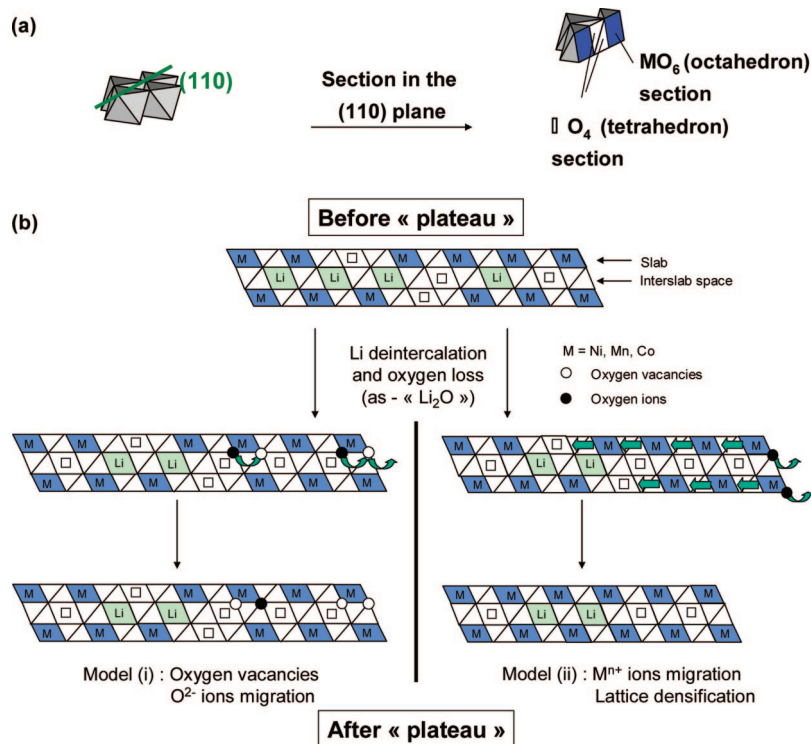 (a)
(110)
Section in the
(110) plane
MO₆ (octahedron)
section
□ O₄ (tetrahedron)
section
(b)
Before « plateau »
M M □ M M M M
Li Li Li □ Li □
M M M □ M M
Slab
Interslab space
Li deintercalation
and oxygen loss
(as - « Li₂O »)
M = Ni, Mn, Co
Oxygen vacancies
Oxygen ions
M M □ M M M M
□ Li Li □ □ □
M M M □ M M
M M □ M M M M
□ Li Li □ □ □
M M M □ M M
M M □ M M M M
□ Li Li □ □ □
M M M □ M M
M M M M M M
□ Li Li □ □ □
M M M M M M
Model (i) : Oxygen vacancies
O²⁻ ions migration
Model (ii) : Mⁿ⁺ ions migration
Lattice densification
After « plateau »